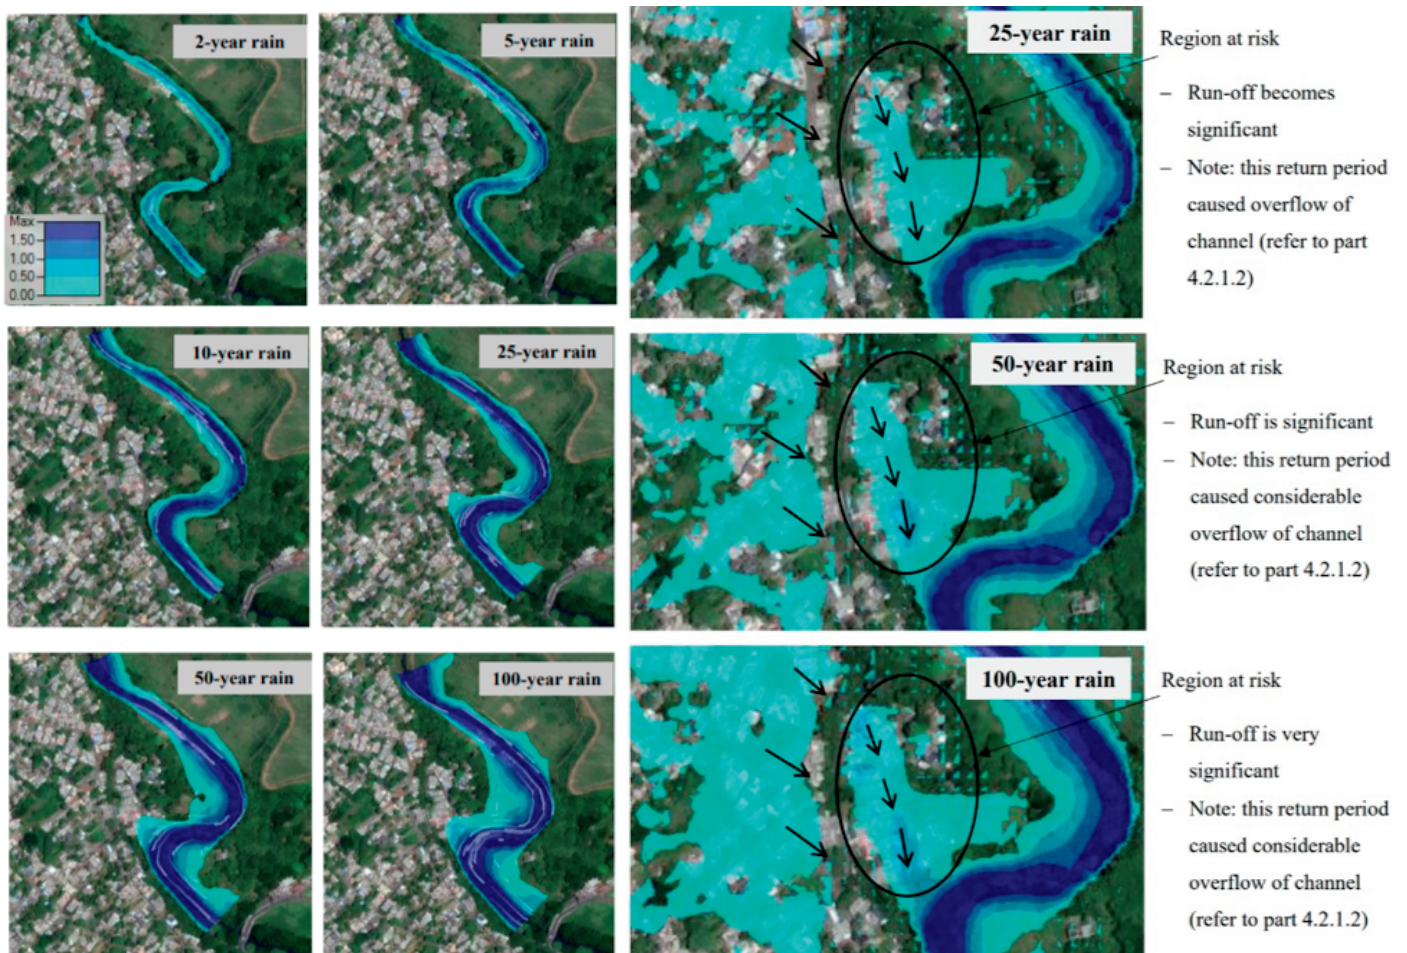 2-year rain
5-year rain
Max
1.50
1.00
0.50
0.00
10-year rain
25-year rain
50-year rain
100-year rain
25-year rain
Region at risk
– Run-off becomes
significant
– Note: this return period
caused overflow of
channel (refer to part
4.2.1.2)
50-year rain
Region at risk
– Run-off is significant
– Note: this return period
caused considerable
overflow of channel
(refer to part 4.2.1.2)
100-year rain
Region at risk
– Run-off is very
significant
– Note: this return period
caused considerable
overflow of channel
(refer to part 4.2.1.2)